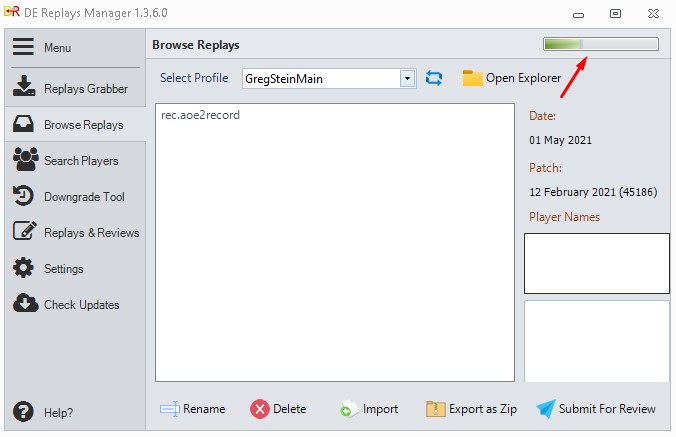 DE Replays Manager 1.3.6.0
Menu
Browse Replays
Select Profile GregSteinMain Open Explorer
Replays Grabber
Browse Replays
Search Players
Downgrade Tool
Replays & Reviews
Settings
Check Updates
Help?
rec.aoe2record
Date:
01 May 2021
Patch:
12 February 2021 (45186)
Player Names
Rename Delete Import Export as Zip Submit For Review